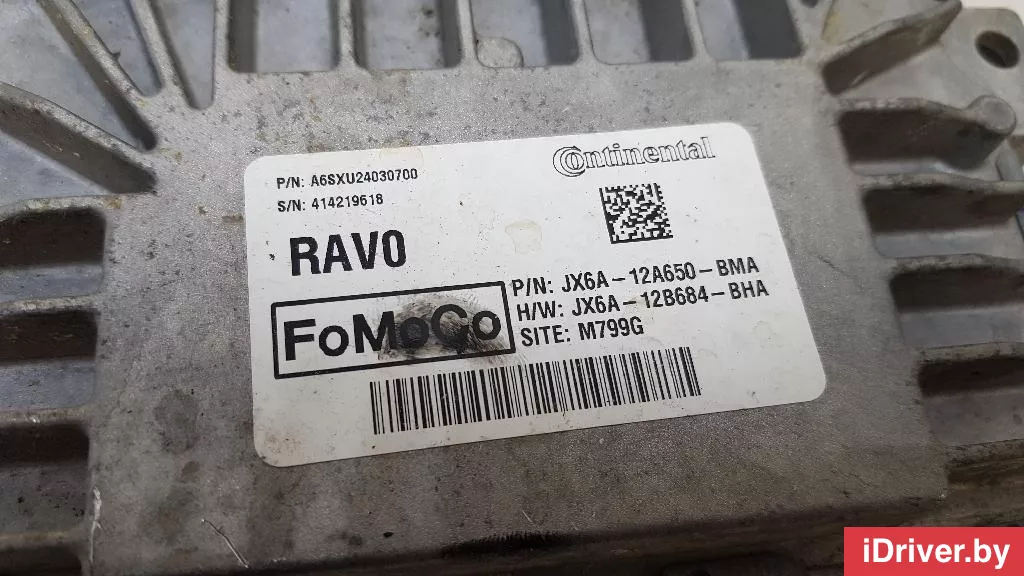 Continental
P/N: A6SXU24030700
S/N: 414219618
RAV0
P/N: JX6A-12A650-BMA
H/W: JX6A-12B684-BHA
SITE: M799G
FoMoCo
iDriver.by